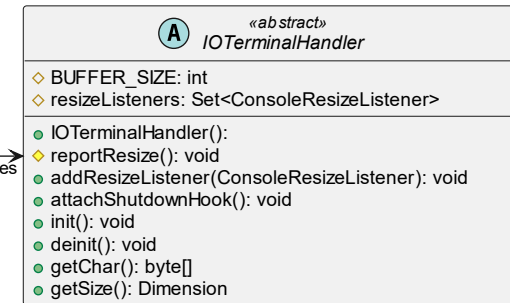 A
«abstract»
IOTerminalHandler
BUFFER_SIZE: int
resizeListeners: Set<ConsoleResizeListener>
IOTerminalHandler():
reportResize(): void
es
addResizeListener(ConsoleResizeListener): void
attachShutdownHook(): void
init(): void
deinit(): void
getChar(): byte[]
getSize(): Dimension